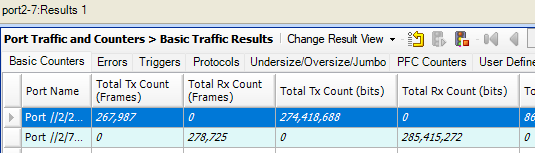 port2-7:Results 1
Port Traffic and Counters > Basic Traffic Results Change Result View
Basic Counters Errors Triggers Protocols Undersize/Oversize/Jumbo PFC Counters User Define
Port Name Total Tx Count (Frames) Total Rx Count (Frames) Total Tx Count (bits) Total Rx Count (bits) To
Port //2/2... 267,987 0 274,418,688 0 86
Port //2/7... 0 278,725 0 285,415,272 0